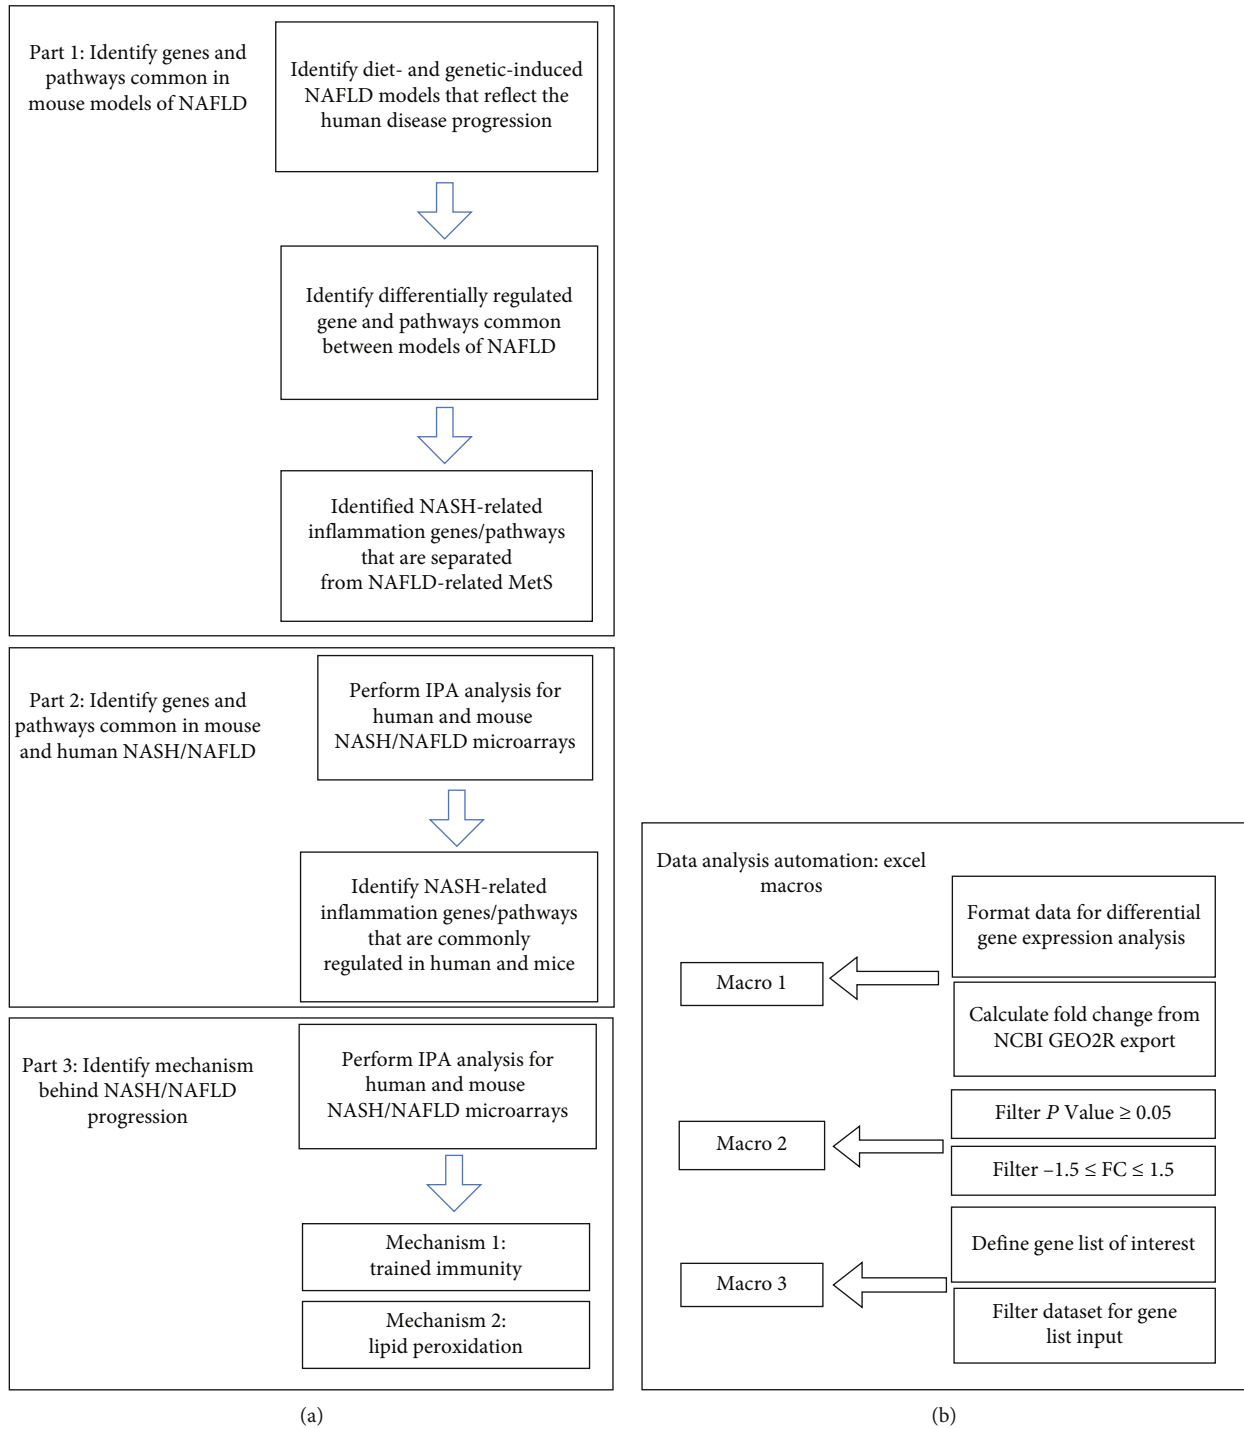 Part 1: Identify genes and
pathways common in
mouse models of NAFLD
Identify diet- and genetic-induced
NAFLD models that reflect the
human disease progression
Identify differentially regulated
gene and pathways common
between models of NAFLD
Identified NASH-related
inflammation genes/pathways
that are separated
from NAFLD-related MetS
Part 2: Identify genes and
pathways common in mouse
and human NASH/NAFLD
Perform IPA analysis for
human and mouse
NASH/NAFLD microarrays
Identify NASH-related
inflammation genes/pathways
that are commonly
regulated in human and mice
Part 3: Identify mechanism
behind NASH/NAFLD
progression
Perform IPA analysis for
human and mouse
NASH/NAFLD microarrays
Mechanism 1:
trained immunity
Mechanism 2:
lipid peroxidation
(a)
Data analysis automation: excel
macros
Format data for differential
gene expression analysis
Macro 1
Calculate fold change from
NCBI GEO2R export
Filter P Value ≥ 0.05
Macro 2
Filter –1.5 ≤ FC ≤ 1.5
Define gene list of interest
Macro 3
Filter dataset for gene
list input
(b)